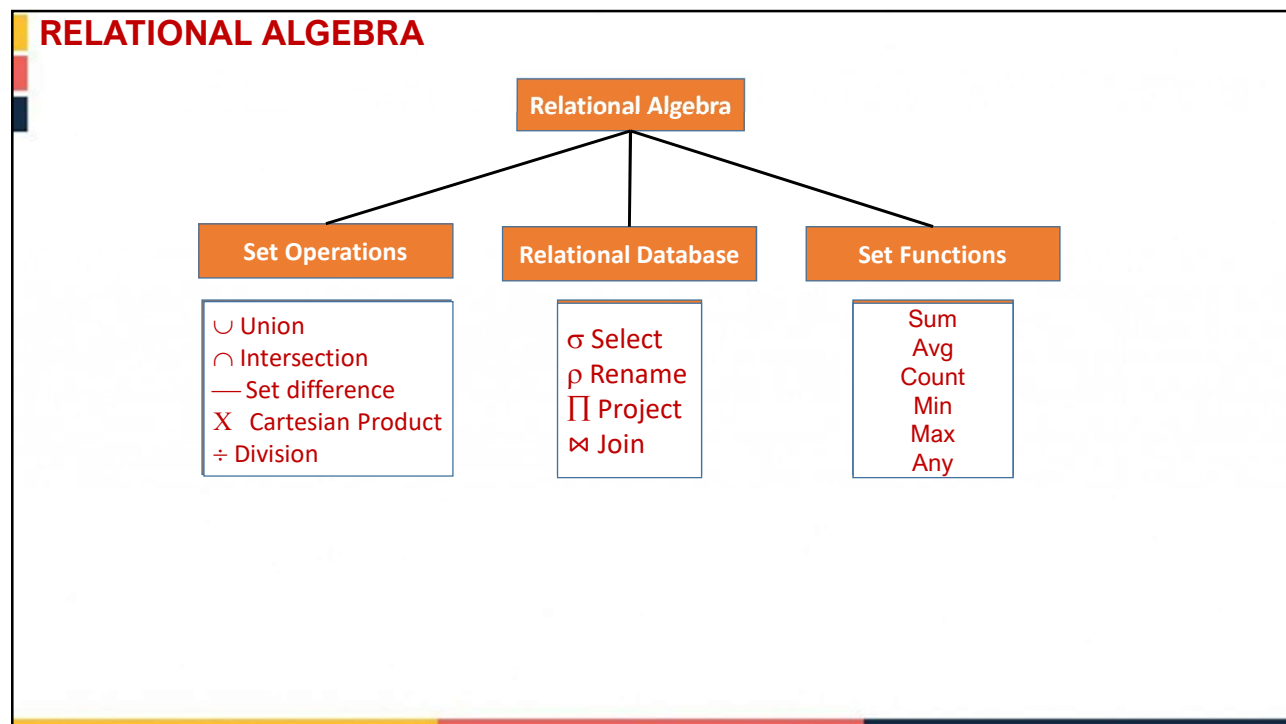 RELATIONAL ALGEBRA
Relational Algebra
Set Operations
∪ Union
∩ Intersection
— Set difference
X Cartesian Product
÷ Division
Relational Database
σ Select
ρ Rename
∏ Project
⋈ Join
Set Functions
Sum
Avg
Count
Min
Max
Any